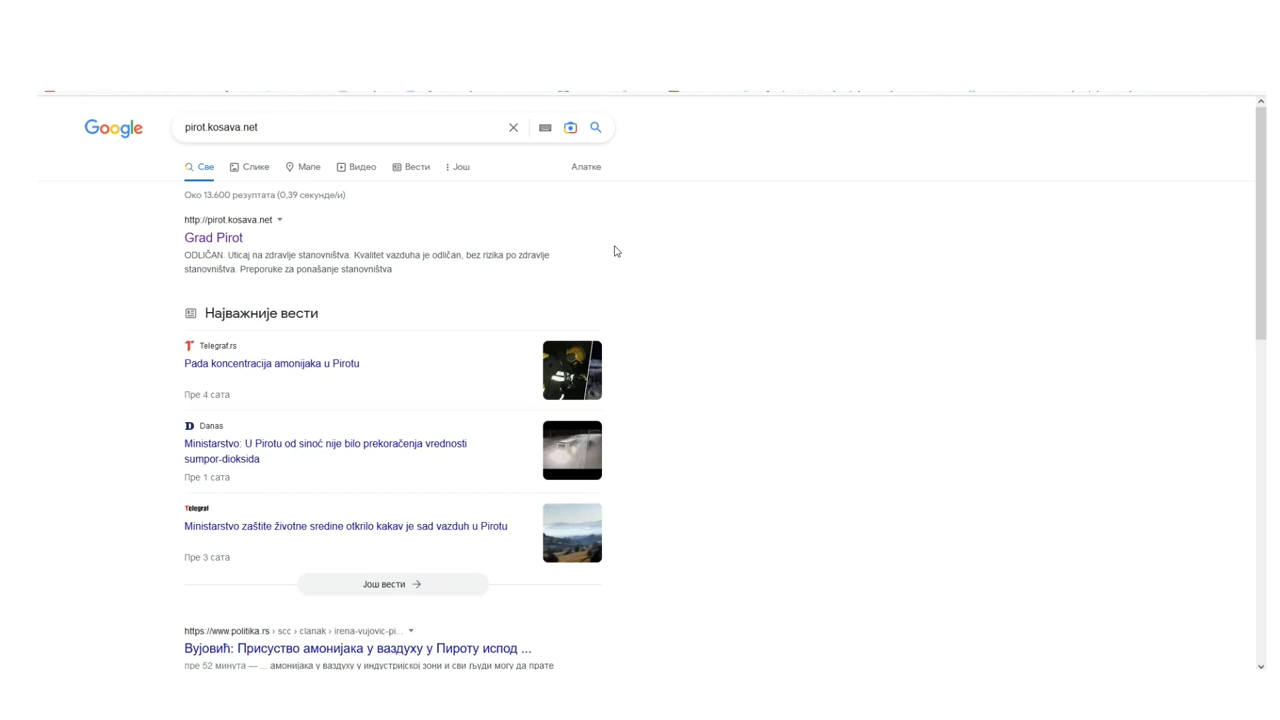 Google
pirot.kosava.net
Све Слике Мапе Видео Вести Још Алатке
Око 13.600 резултата (0,39 секунде/и)
http://pirot.kosava.net
Grad Pirot
ODLIČAN. Uticaj na zdravlje stanovništva. Kvalitet vazduha je odličan, bez rizika po zdravlje
stanovništva. Preporuke za ponašanje stanovništva
Најважније вести
Telegraf.rs
Pada koncentracija amonijaka u Pirotu
Пре 4 сата
Danas
Ministarstvo: U Pirotu od sinoć nije bilo prekoračenja vrednosti
sumpor-dioksida
Пре 1 сата
Telegraf
Ministarstvo zaštite životne sredine otkrilo kakav je sad vazduh u Pirotu
Пре 3 сата
Још вести
https://www.politika.rs › scc › clanak › irena-vujovic-pi...
Вујовић: Присуство амонијака у ваздуху у Пироту испод ...
пре 52 минута — ... амонијака у ваздуху у индустријској зони и сви људи могу да прате